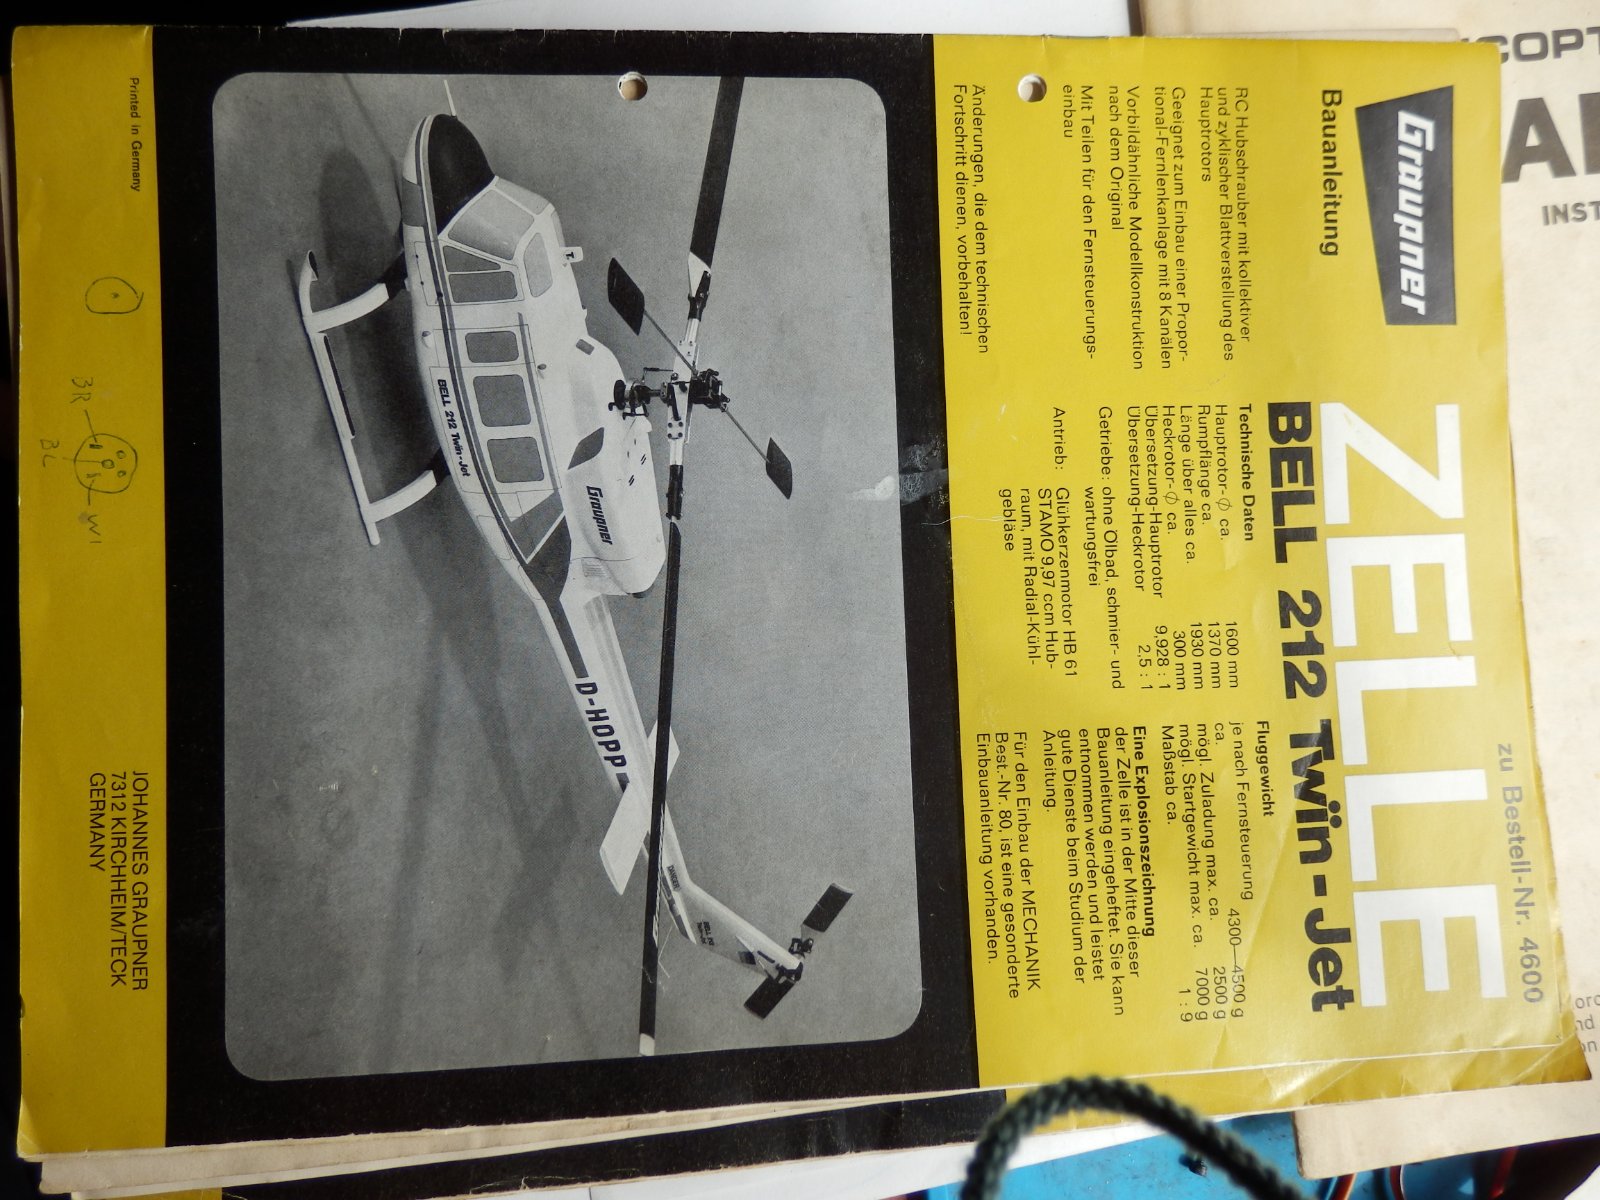 zu Bestell-Nr. 4600
Graupner
ZELLE
Bauanleitung
BELL 212 Twin-Jet
RC Hubschrauber mit kollektiver
und zyklischer Blattverstellung des
Hauptrotors
Geeignet zum Einbau einer Propor-
tional-Fernlenkanlage mit 8 Kanälen
Vorbildähnliche Modellkonstruktion
nach dem Original
Mit Teilen für den Fernsteuerungs-
einbau
Änderungen, die dem technischen
Fortschritt dienen, vorbehalten!
Technische Daten
Hauptrotor-∅ ca. 1600 mm
Rumpflänge ca. 1370 mm
Länge über alles ca. 1930 mm
Heckrotor-∅ ca. 300 mm
Übersetzung-Hauptrotor 9,928 : 1
Übersetzung-Heckrotor 2,5 : 1
Getriebe: ohne Ölbad, schmier- und
wartungsfrei
Antrieb: Glühkerzenmotor HB 61
STAMO 9,97 ccm Hub-
raum, mit Radial-Kühl-
gebläse
Fluggewicht
je nach Fernsteuerung
ca. 4300—4500 g
mögl. Zuladung max. ca. 2500 g
mögl. Startgewicht max. ca. 7000 g
Maßstab ca. 1 : 9
Eine Explosionszeichnung
der Zelle ist in der Mitte dieser
Bauanleitung eingeheftet. Sie kann
entnommen werden und leistet
gute Dienste beim Studium der
Anleitung.
Für den Einbau der MECHANIK
Best.-Nr. 80, ist eine gesonderte
Einbauanleitung vorhanden.
BELL 212 Twin-Jet
Graupner
D-HOPP
Printed in Germany
BR
BL
WI
JOHANNES GRAUPNER
7312 KIRCHHEIM/TECK
GERMANY
COPT
INST